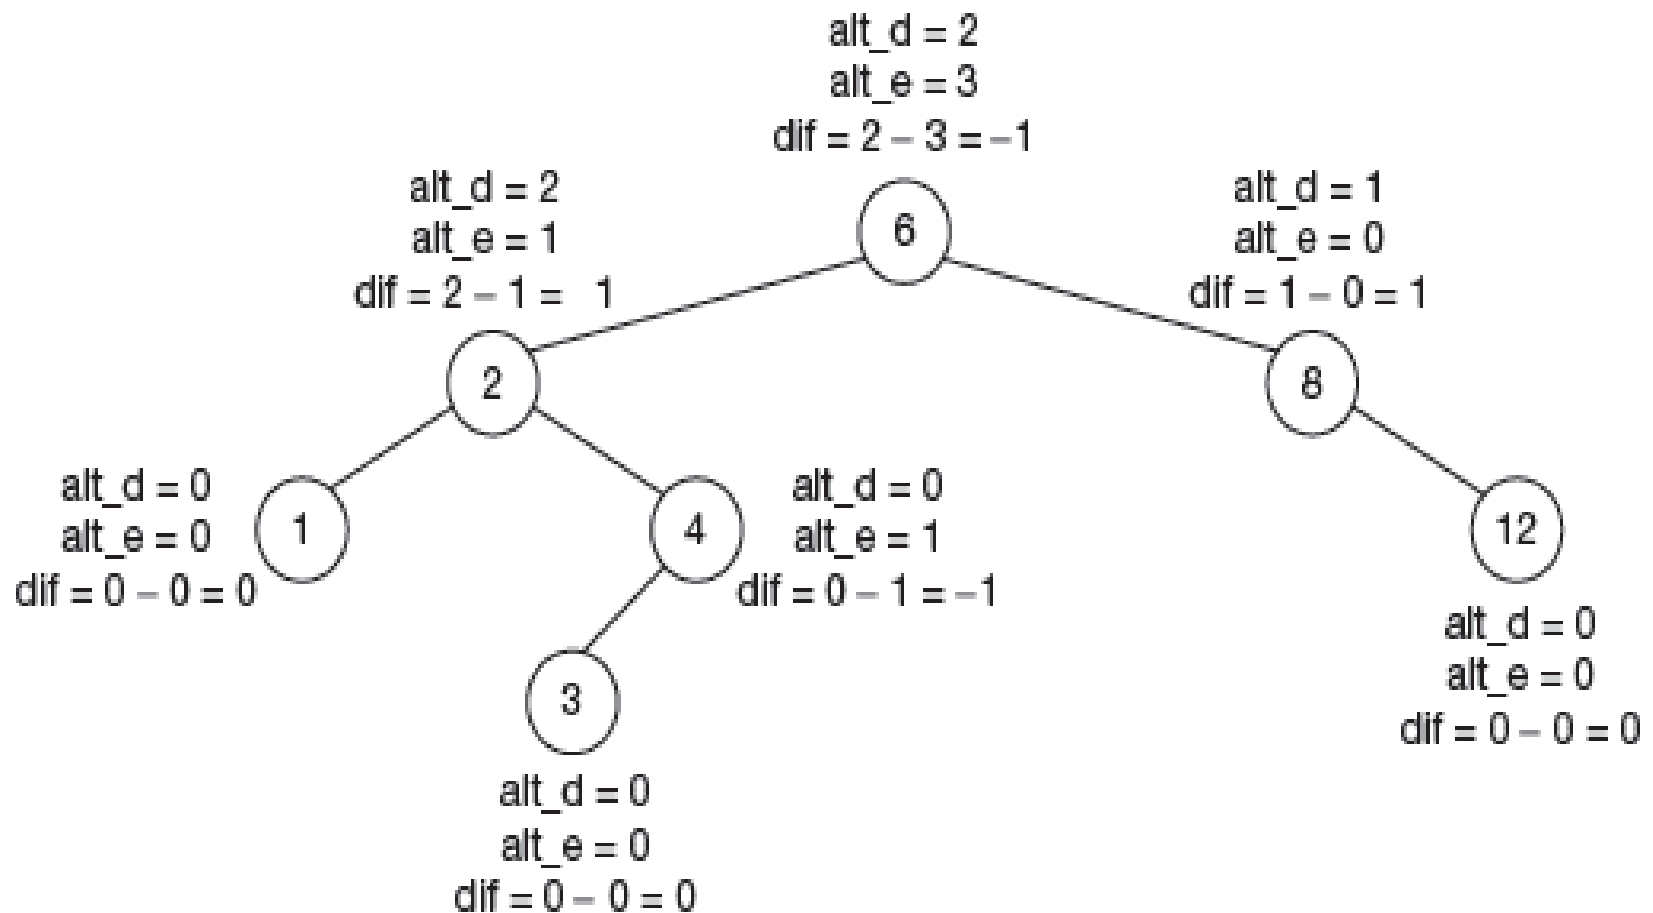 alt_d = 2
alt_e = 3
dif = 2 – 3 = –1
6
alt_d = 2
alt_e = 1
dif = 2 – 1 = 1
2
alt_d = 1
alt_e = 0
dif = 1 – 0 = 1
8
alt_d = 0
alt_e = 0
dif = 0 – 0 = 0
1
4
alt_d = 0
alt_e = 1
dif = 0 – 1 = –1
12
alt_d = 0
alt_e = 0
dif = 0 – 0 = 0
3
alt_d = 0
alt_e = 0
dif = 0 – 0 = 0